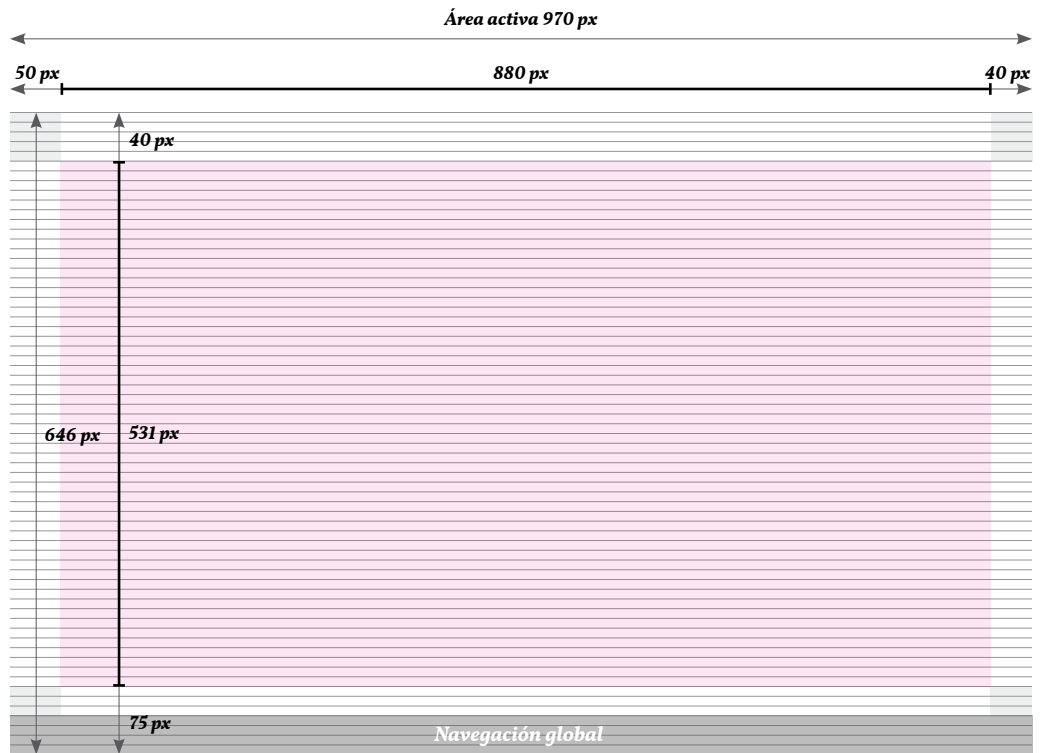 Área activa 970 px
50 px 880 px 40 px
40 px
646 px 531 px
75 px
Navegación global